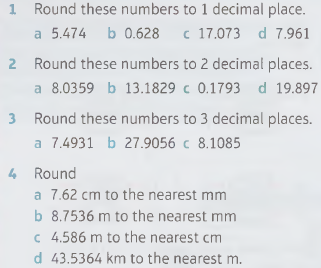 1 Round these numbers to 1 decimal place.
a 5.474 b 0.628 c 17.073 d 7.961
2 Round these numbers to 2 decimal places.
a 8.0359 b 13.1829 c 0.1793 d 19.897
3 Round these numbers to 3 decimal places.
a 7.4931 b 27.9056 c 8.1085
4 Round
a 7.62 cm to the nearest mm
b 8.7536 m to the nearest mm
c 4.586 m to the nearest cm
d 43.5364 km to the nearest m.